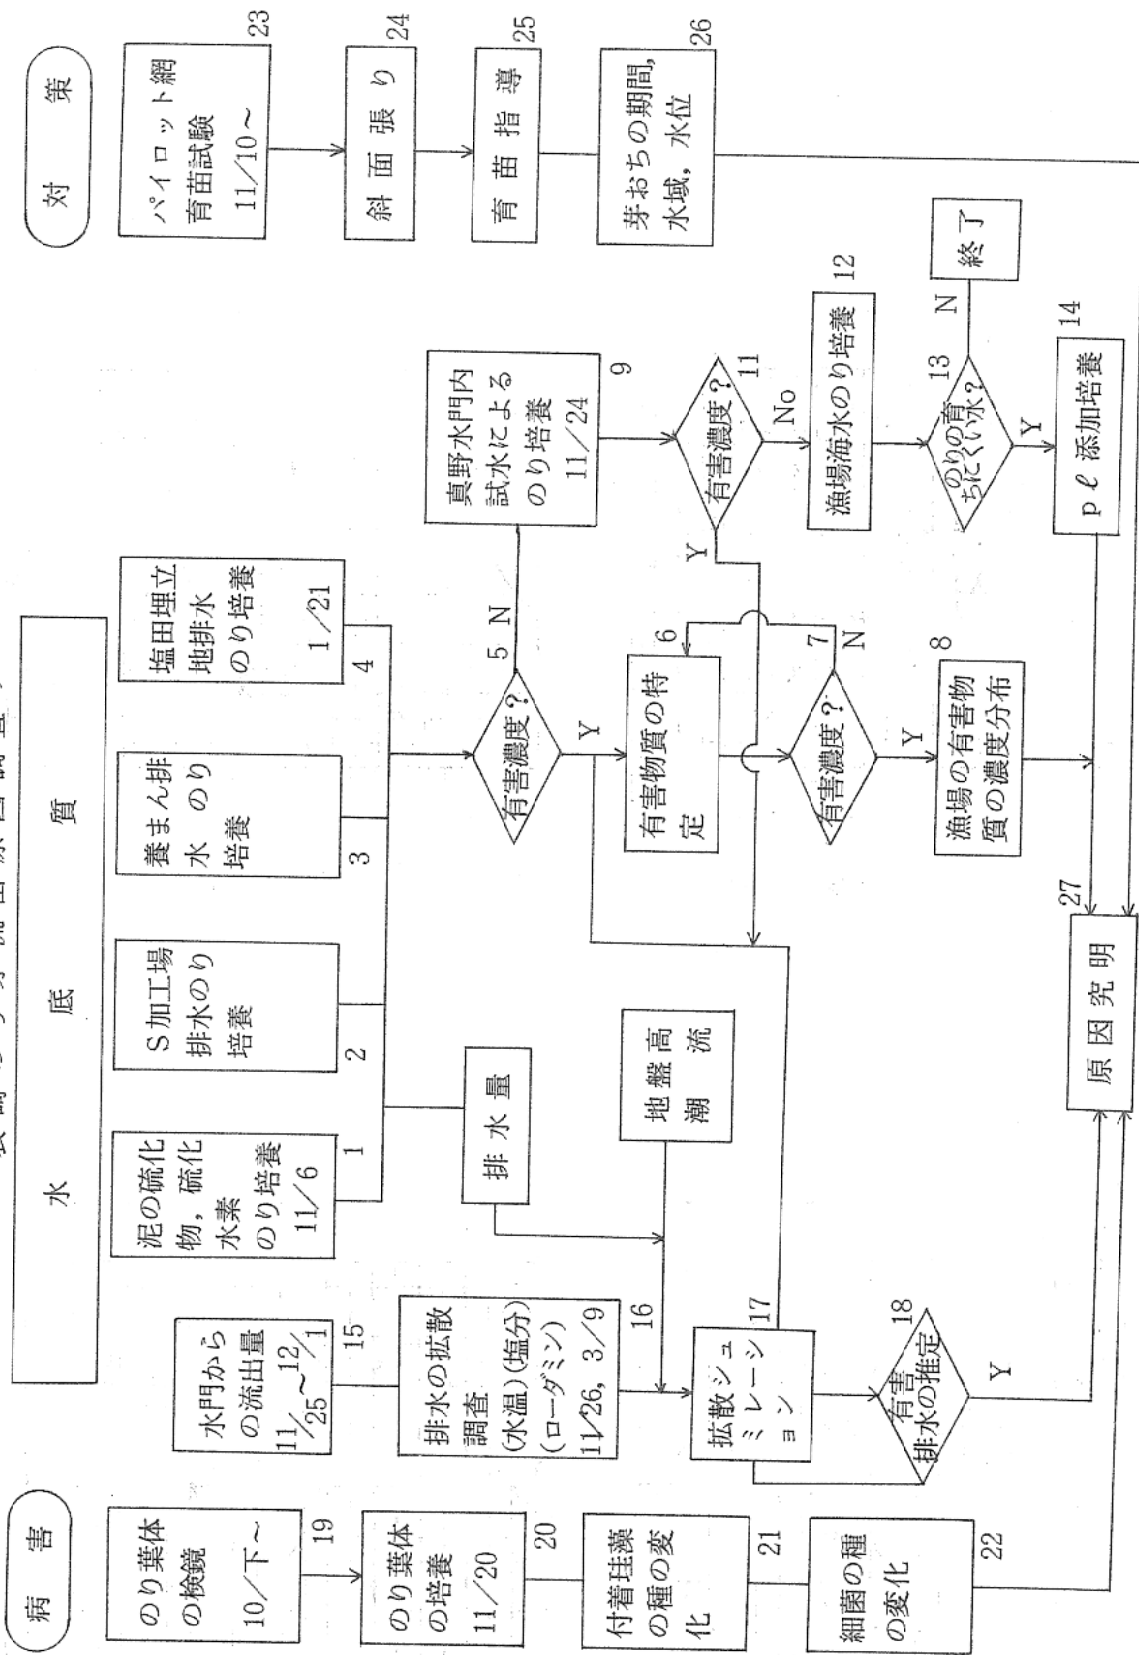 病害
水底質
対策
のり葉体
の検鏡
10/下~
19
のり葉体
の培養
11/20
20
付着珪藻
の種の変
化
21
細菌の種
の変化
22
水門から
の流出量
11/25~12/1
15
排水の拡散
調査
(水温)(塩分)
(ローダミン)
11/26, 3/9
16
拡散シュ
ミレーショ
ン
17
有害
排水の推定
18
Y
泥の硫化
物,硫化
水素
のり培養
11/6
1
S加工場
排水のり
培養
2
養まん排
水 のり
培養
3
塩田埋立
地排水
のり培養
1/21
4
排水量
地盤高
潮流
有害濃度?
5
N
Y
有害物質の特
定
6
有害濃度?
7
N
Y
漁場の有害物
質の濃度分布
8
真野水門内
試水による
のり培養
11/24
9
有害濃度?
11
Y
No
漁場海水のり培養
12
のりの育
ちにくい水?
13
N
終了
Y
pℓ添加培養
14
パイロット網
育苗試験
11/10~
23
斜面張り
24
育苗指導
25
芽おちの期間,
水域,水位
26
原因究明
27